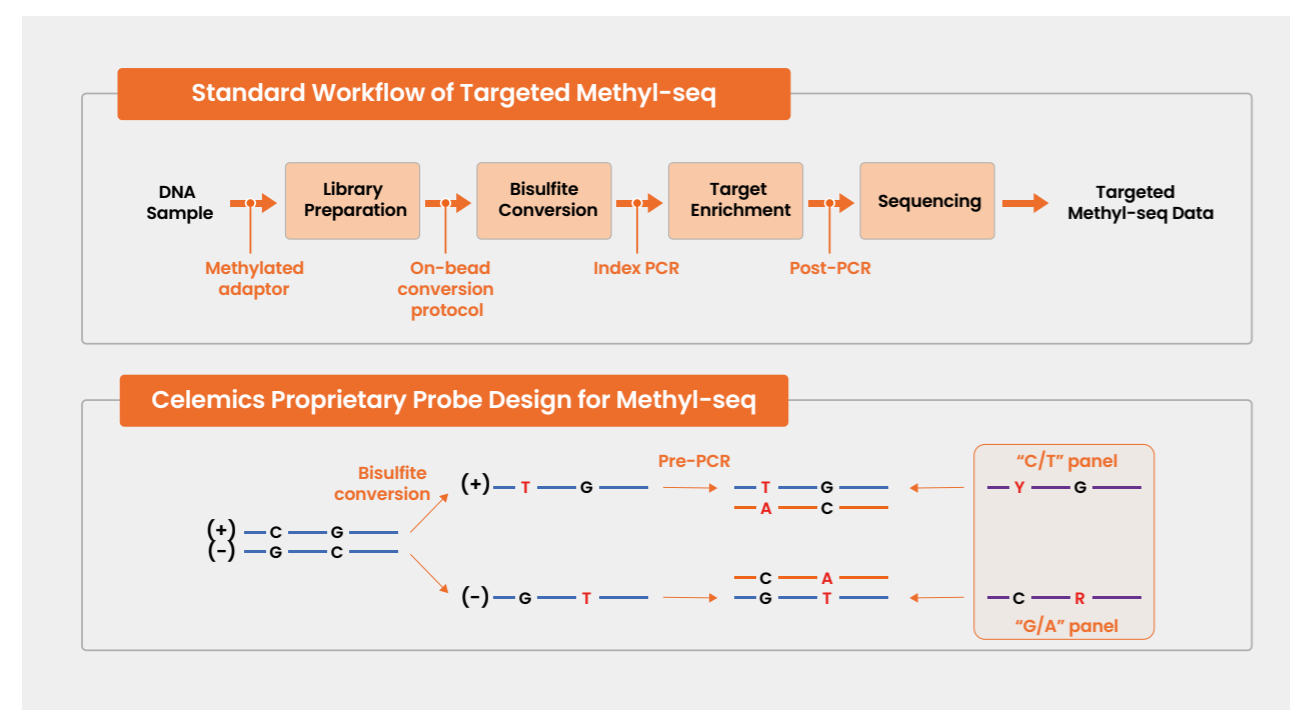 Standard Workflow of Targeted Methyl-seq
DNA
Sample
Library
Preparation
Bisulfite
Conversion
Target
Enrichment
Sequencing
Targeted
Methyl-seq Data
Methylated
adaptor
On-bead
conversion
protocol
Index PCR
Post-PCR
Celemics Proprietary Probe Design for Methyl-seq
Bisulfite
conversion
Pre-PCR
“C/T” panel
(+) T G
T G
A C
Y G
(+) C G
(-) G C
C A
(-) G T
G T
C R
“G/A” panel